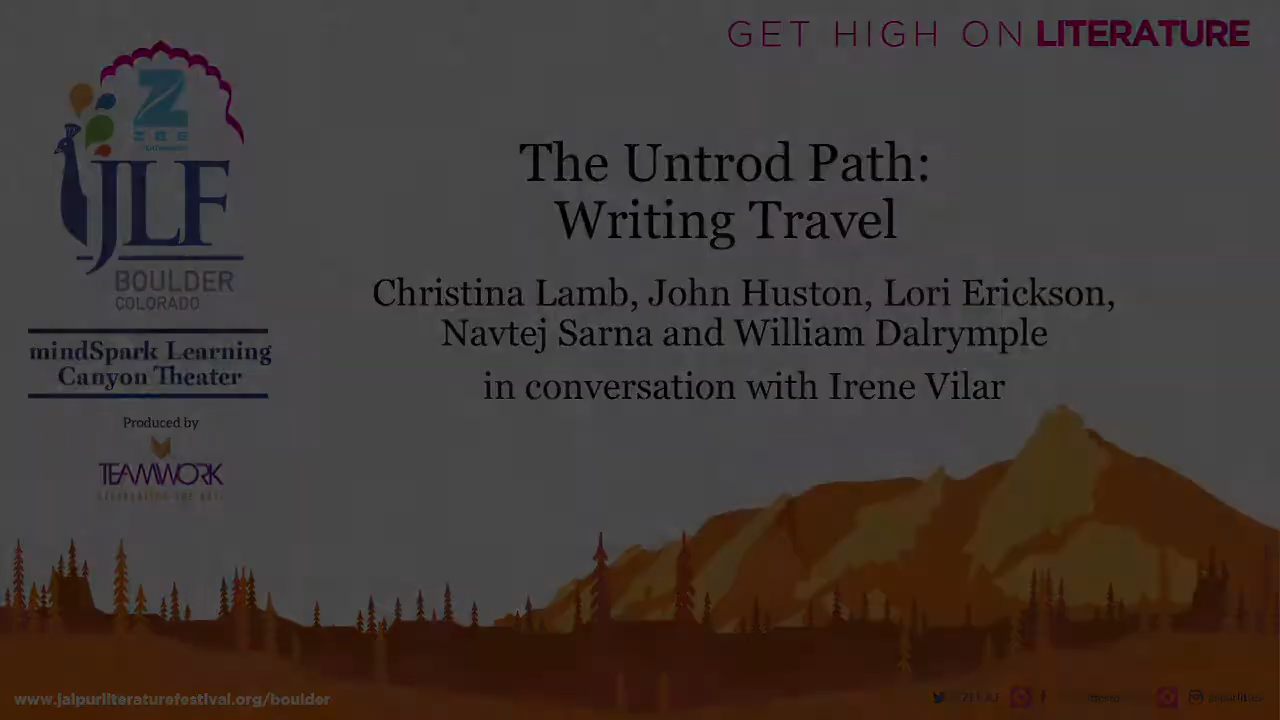 GET HIGH ON LITERATURE
Z
ZEE
JLF
BOULDER
COLORADO
mindSpark Learning
Canyon Theater
Produced by
TEAMWORK
The Untrod Path:
Writing Travel
Christina Lamb, John Huston, Lori Erickson,
Navtej Sarna and William Dalrymple
in conversation with Irene Vilar
www.jaipurliteraturefestival.org/boulder